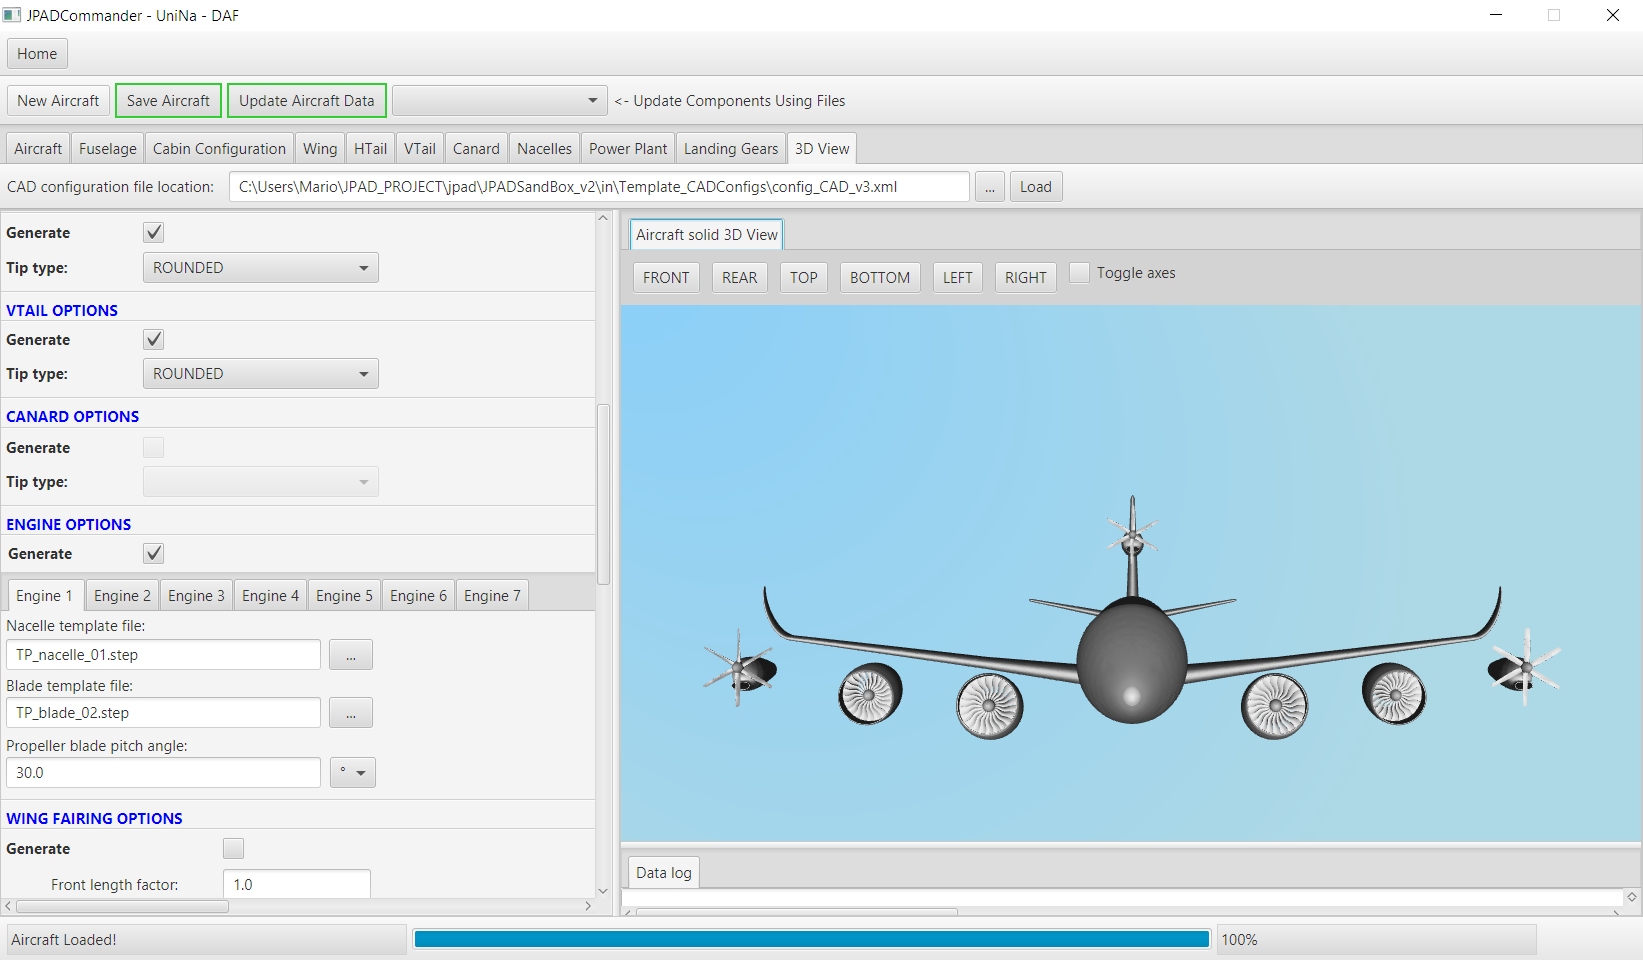 JPADCommander - UniNa - DAF
Home
New Aircraft Save Aircraft Update Aircraft Data <- Update Components Using Files
Aircraft Fuselage Cabin Configuration Wing HTail VTail Canard Nacelles Power Plant Landing Gears 3D View
CAD configuration file location: C:\Users\Mario\JPAD_PROJECT\jpad\JPADSandBox_v2\in\Template_CADConfigs\config_CAD_v3.xml ... Load
Generate
Tip type: ROUNDED
VTAIL OPTIONS
Generate
Tip type: ROUNDED
CANARD OPTIONS
Generate
Tip type:
ENGINE OPTIONS
Generate
Engine 1 Engine 2 Engine 3 Engine 4 Engine 5 Engine 6 Engine 7
Nacelle template file:
TP_nacelle_01.step ...
Blade template file:
TP_blade_02.step ...
Propeller blade pitch angle:
30.0 °
WING FAIRING OPTIONS
Generate
Front length factor: 1.0
Aircraft solid 3D View
FRONT REAR TOP BOTTOM LEFT RIGHT Toggle axes
Data log
Aircraft Loaded! 100%